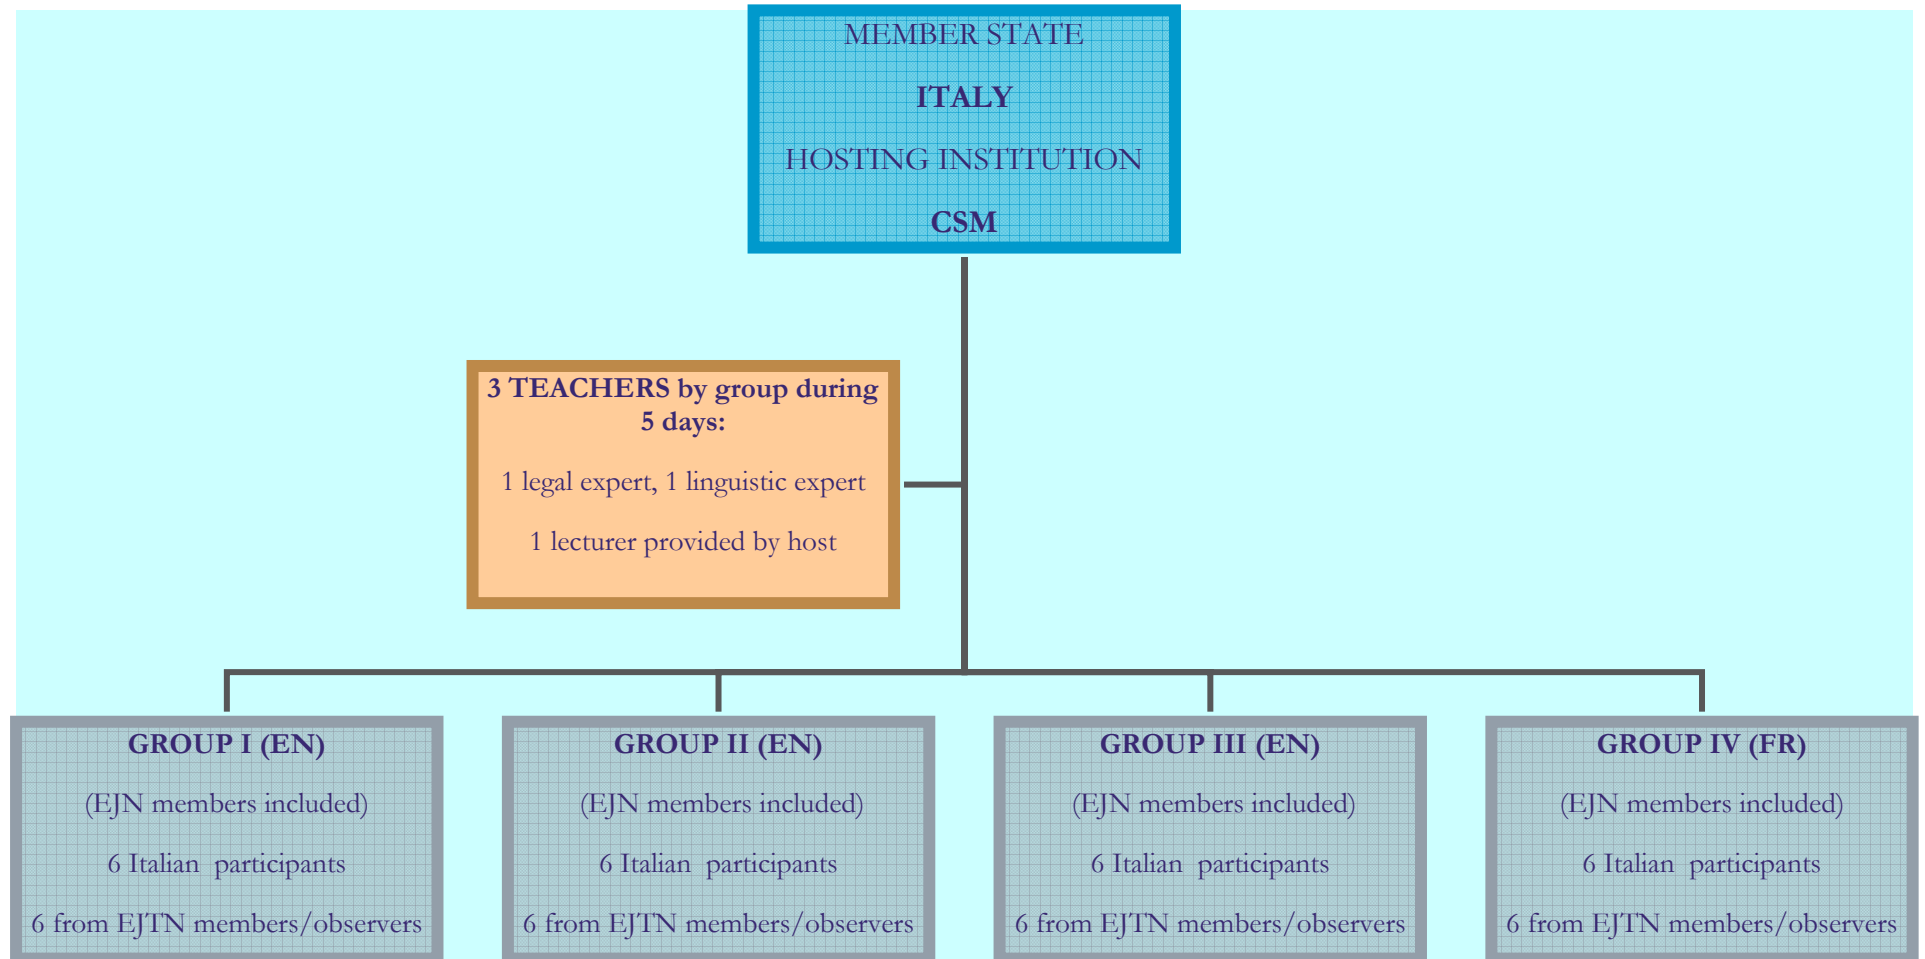 MEMBER STATE
ITALY
HOSTING INSTITUTION
CSM
3 TEACHERS by group during
5 days:
1 legal expert, 1 linguistic expert
1 lecturer provided by host
GROUP I (EN)
(EJN members included)
6 Italian participants
6 from EJTN members/observers
GROUP II (EN)
(EJN members included)
6 Italian participants
6 from EJTN members/observers
GROUP III (EN)
(EJN members included)
6 Italian participants
6 from EJTN members/observers
GROUP IV (FR)
(EJN members included)
6 Italian participants
6 from EJTN members/observers